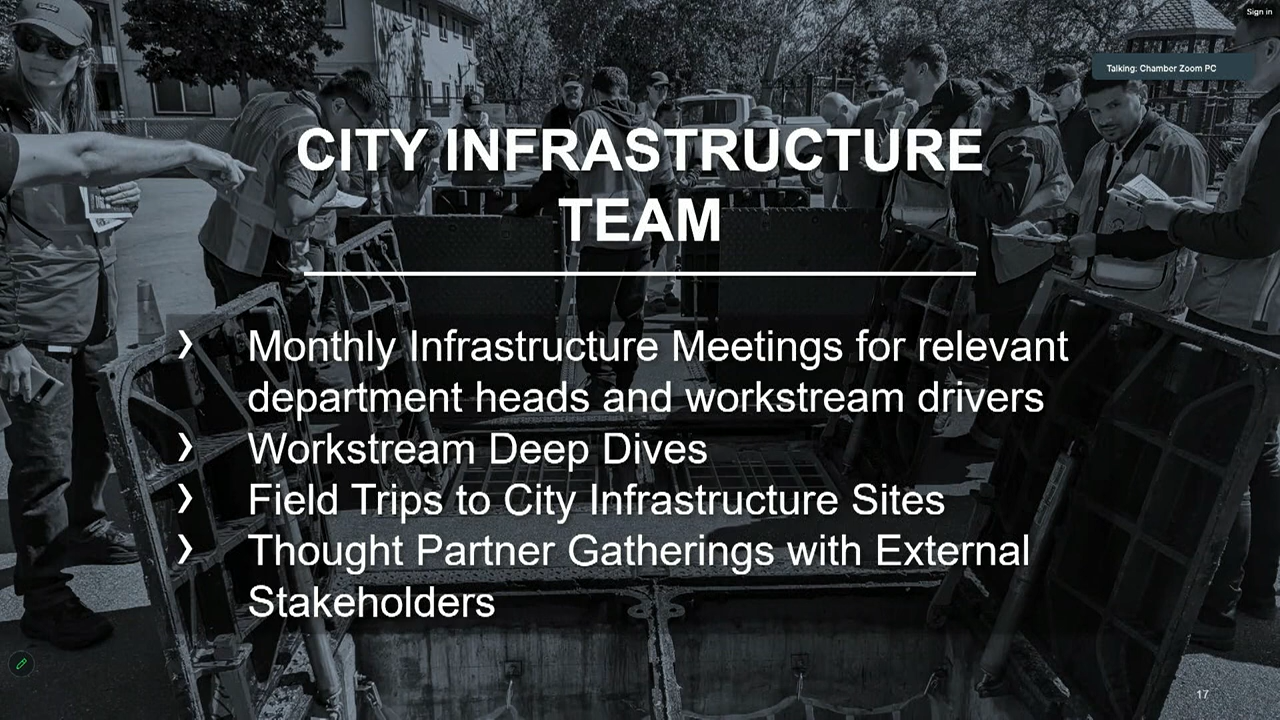 Sign in
Talking: Chamber Zoom PC
CITY INFRASTRUCTURE
TEAM
› Monthly Infrastructure Meetings for relevant
department heads and workstream drivers
› Workstream Deep Dives
› Field Trips to City Infrastructure Sites
› Thought Partner Gatherings with External
Stakeholders
17